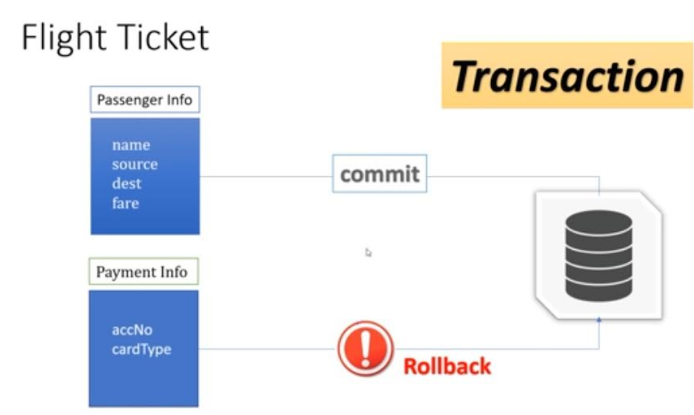 Flight Ticket
Transaction
Passenger Info
name
source
dest
fare
commit
Payment Info
accNo
cardType
Rollback